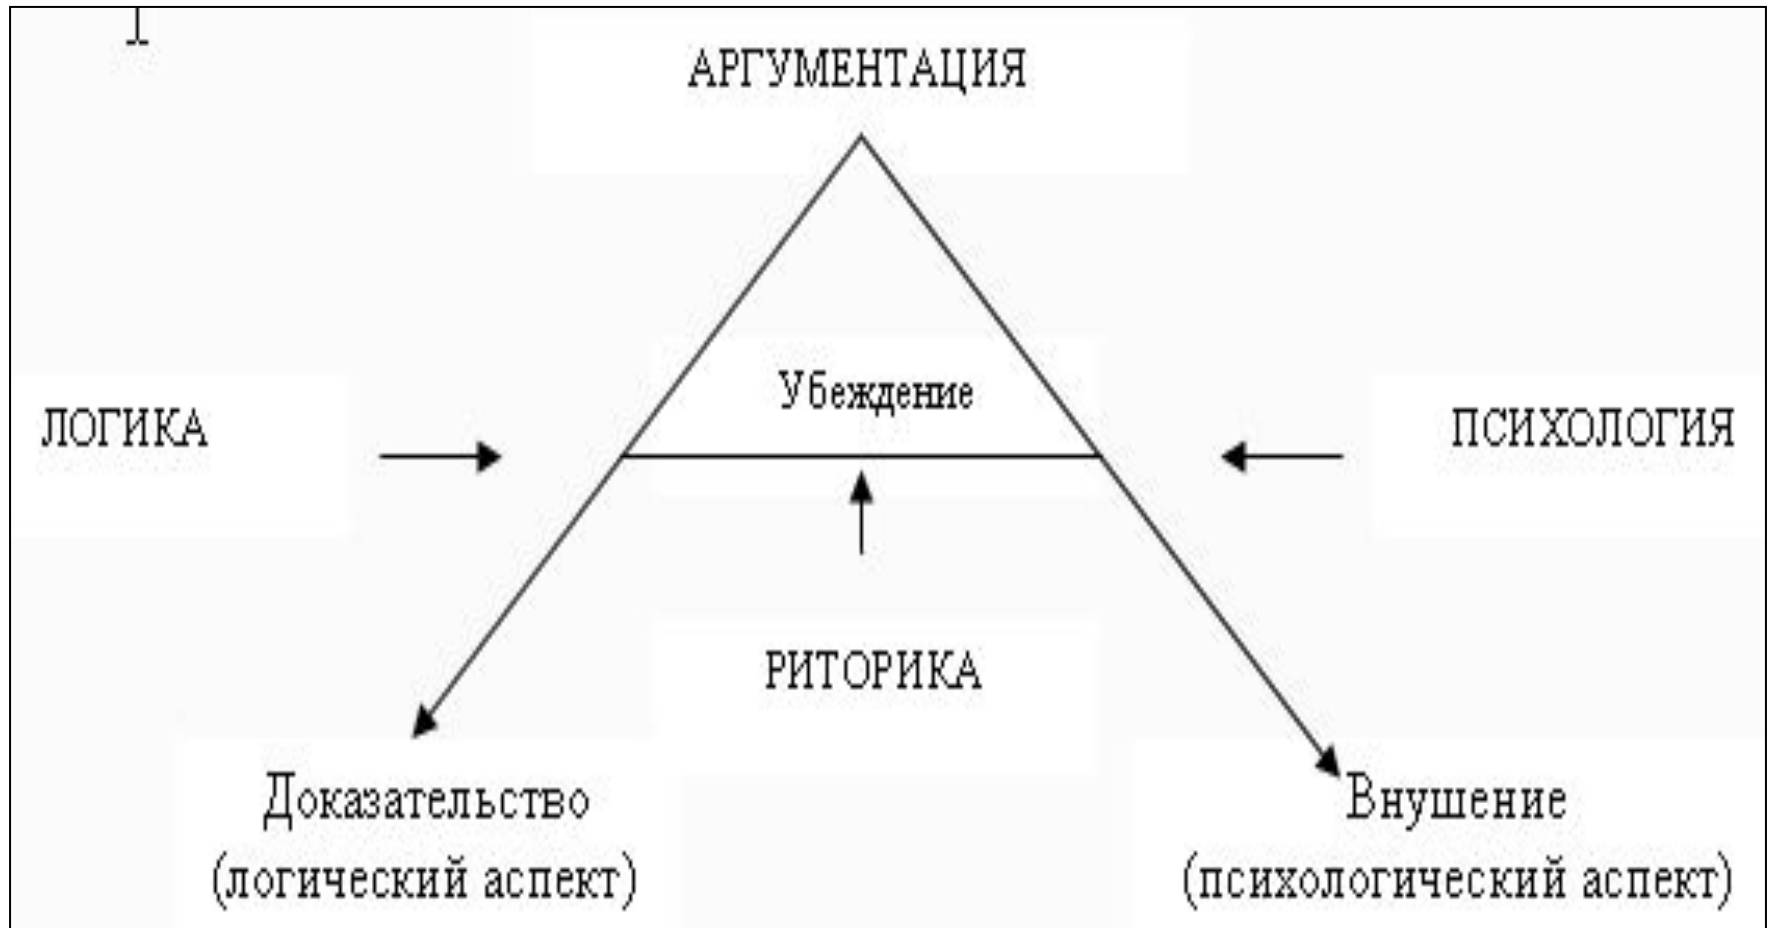 АРГУМЕНТАЦИЯ
Убеждение
ЛОГИКА
ПСИХОЛОГИЯ
РИТОРИКА
Доказательство
(логический аспект)
Внушение
(психологический аспект)